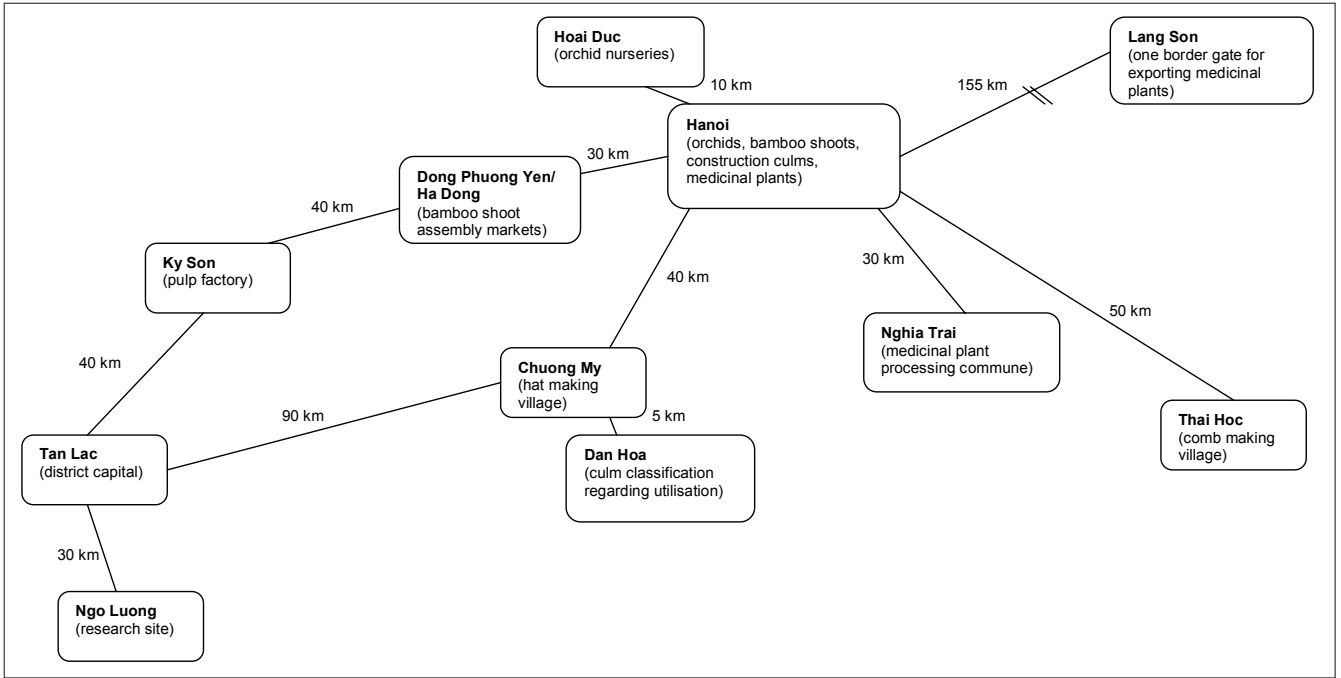 Hoai Duc
(orchid nurseries)
Lang Son
(one border gate for
exporting medicinal
plants)
10 km
155 km
Hanoi
(orchids, bamboo shoots,
construction culms,
medicinal plants)
30 km
Dong Phuong Yen/
Ha Dong
(bamboo shoot
assembly markets)
40 km
Ky Son
(pulp factory)
40 km
30 km
50 km
Nghia Trai
(medicinal plant
processing commune)
40 km
Chuong My
(hat making
village)
90 km
5 km
Thai Hoc
(comb making
village)
Tan Lac
(district capital)
Dan Hoa
(culm classification
regarding utilisation)
30 km
Ngo Luong
(research site)